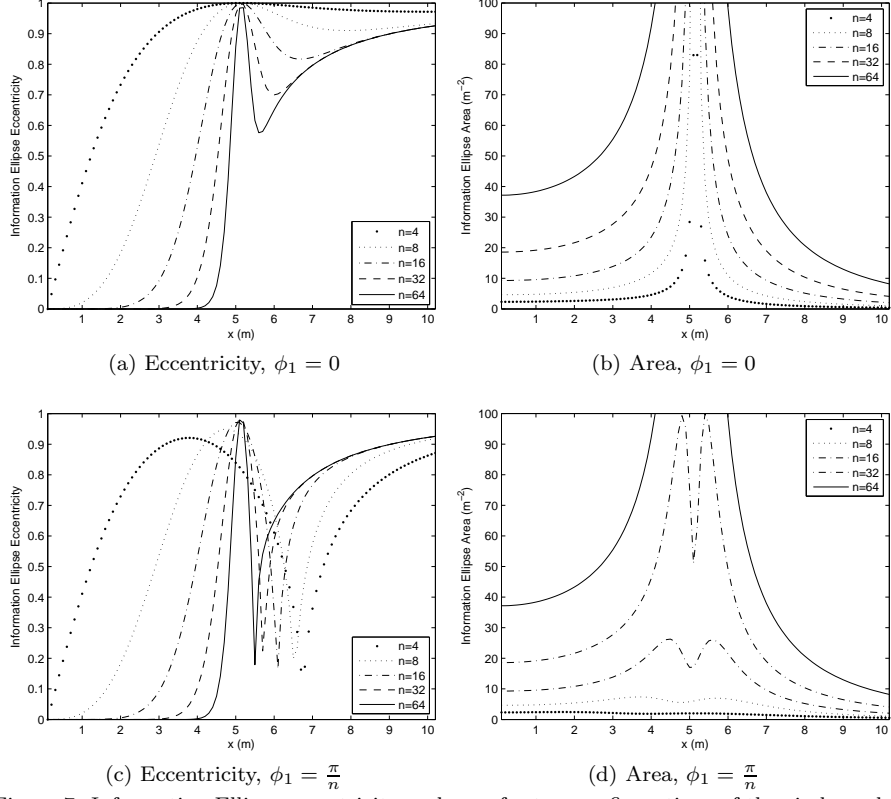 1
0.9
0.8
0.7
0.6
0.5
0.4
0.3
0.2
0.1
0
1 2 3 4 5 6 7 8 9 10
x (m)
Information Ellipse Eccentricity
n=4
n=8
n=16
n=32
n=64
(a) Eccentricity, ϕ₁ = 0
100
90
80
70
60
50
40
30
20
10
0
1 2 3 4 5 6 7 8 9 10
x (m)
Information Ellipse Area (m⁻²)
n=4
n=8
n=16
n=32
n=64
(b) Area, ϕ₁ = 0
1
0.9
0.8
0.7
0.6
0.5
0.4
0.3
0.2
0.1
0
1 2 3 4 5 6 7 8 9 10
x (m)
Information Ellipse Eccentricity
n=4
n=8
n=16
n=32
n=64
(c) Eccentricity, ϕ₁ = π/n
100
90
80
70
60
50
40
30
20
10
0
1 2 3 4 5 6 7 8 9 10
x (m)
Information Ellipse Area (m⁻²)
n=4
n=8
n=16
n=32
n=64
(d) Area, ϕ₁ = π/n